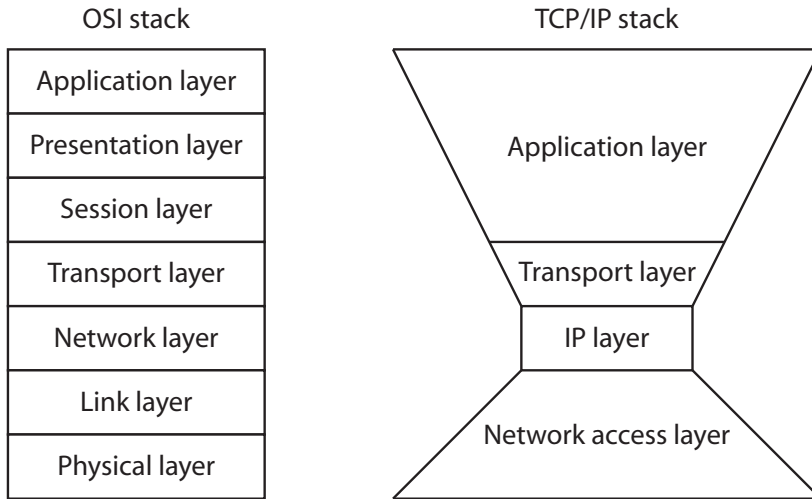 OSI stack
Application layer
Presentation layer
Session layer
Transport layer
Network layer
Link layer
Physical layer
TCP/IP stack
Application layer
Transport layer
IP layer
Network access layer